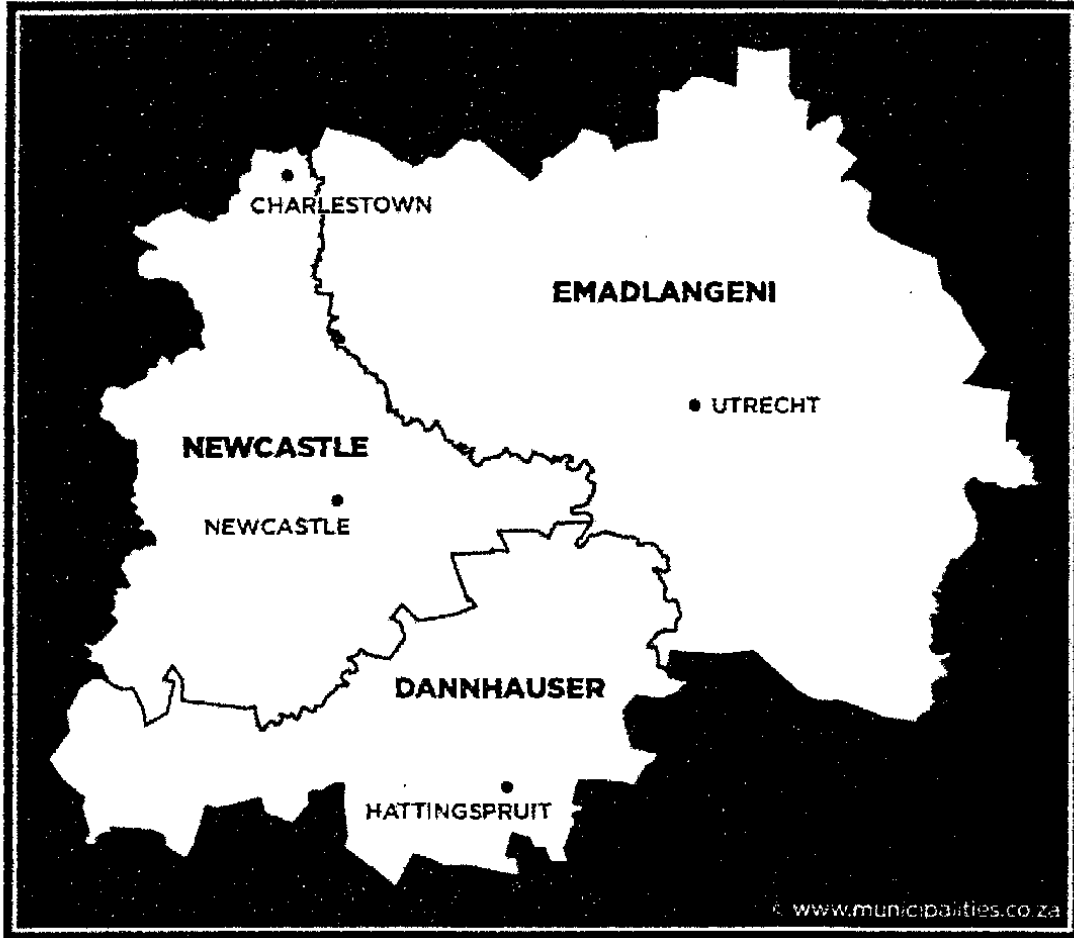 CHARLESTOWN
EMADLANGENI
UTRECHT
NEWCASTLE
NEWCASTLE
DANNHAUSER
HATTINGSPRUIT
© www.municipalities.co.za